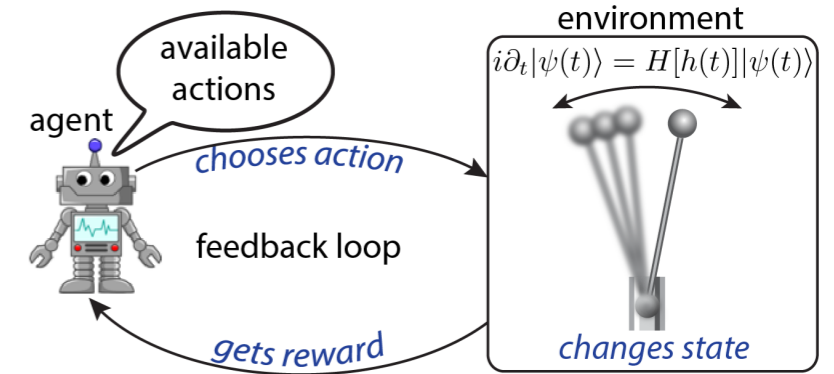 environment
available
actions
i∂ₜ|ψ(t)⟩ = H[h(t)]|ψ(t)⟩
agent
chooses action
feedback loop
gets reward
changes state